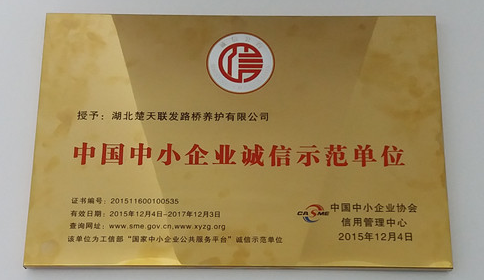 信
授予：湖北楚天联发路桥养护有限公司
中国中小企业诚信示范单位
证书编号：201511600100535
有效日期：2015年12月4日-2017年12月3日
查询网址：www.sme.gov.cn,www.xyzg.org
该单位为工信部“国家中小企业公共服务平台”诚信示范单位
CASME
中国中小企业协会
信用管理中心
2015年12月4日